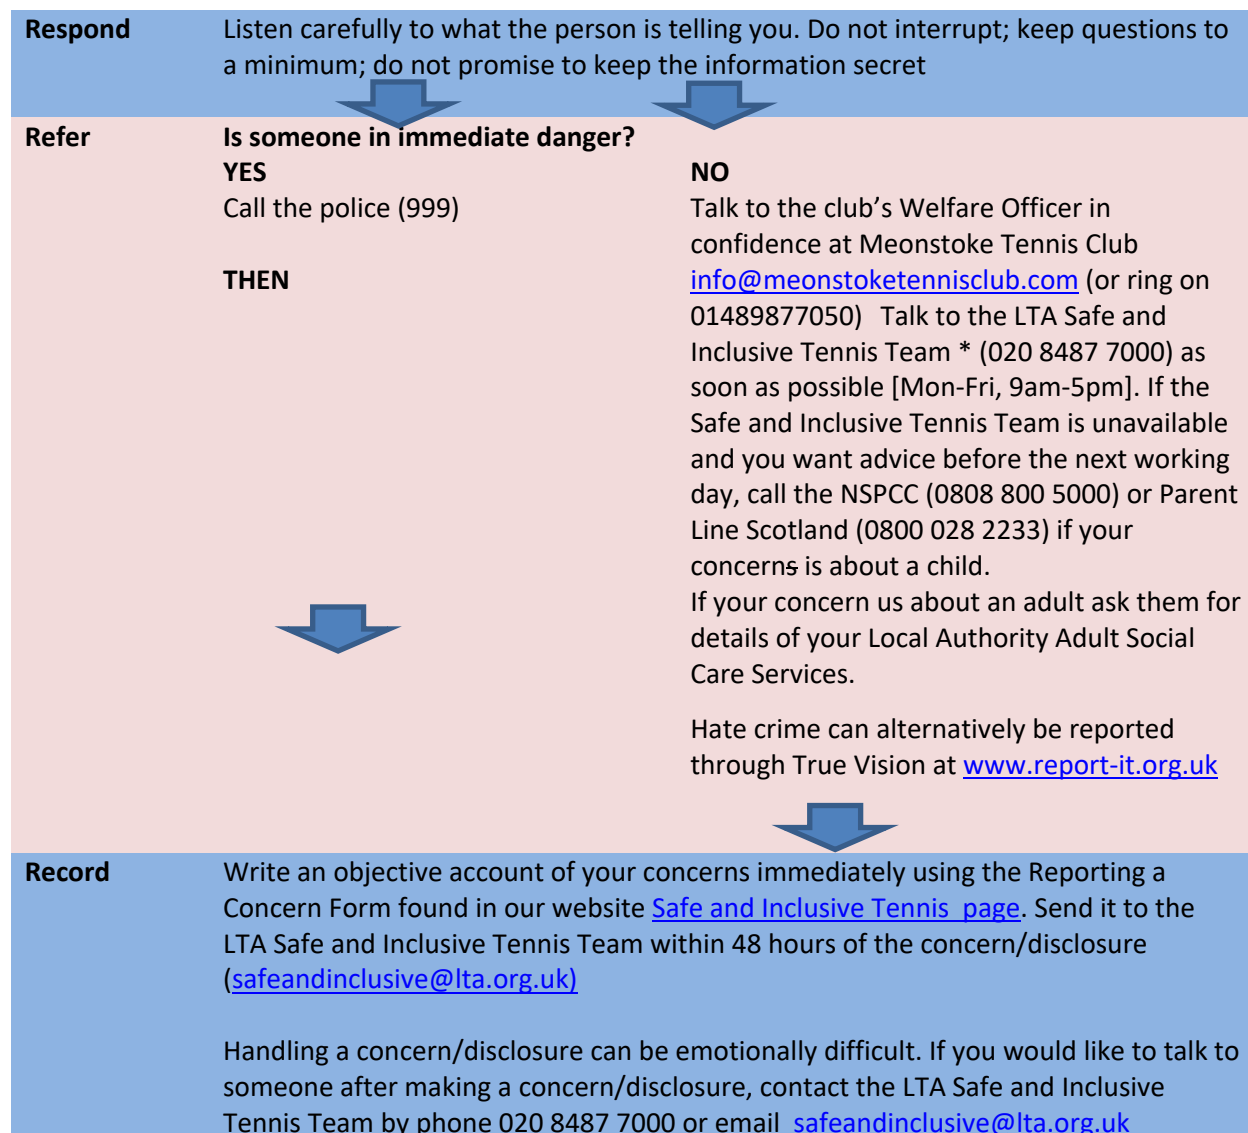 Respond
Listen carefully to what the person is telling you. Do not interrupt; keep questions to
a minimum; do not promise to keep the information secret
Refer
Is someone in immediate danger?
YES
Call the police (999)
THEN
NO
Talk to the club's Welfare Officer in
confidence at Meonstoke Tennis Club
info@meonstoketennisclub.com (or ring on
01489877050) Talk to the LTA Safe and
Inclusive Tennis Team * (020 8487 7000) as
soon as possible [Mon-Fri, 9am-5pm]. If the
Safe and Inclusive Tennis Team is unavailable
and you want advice before the next working
day, call the NSPCC (0808 800 5000) or Parent
Line Scotland (0800 028 2233) if your
concerns is about a child.
If your concern us about an adult ask them for
details of your Local Authority Adult Social
Care Services.
Hate crime can alternatively be reported
through True Vision at www.report-it.org.uk
Record
Write an objective account of your concerns immediately using the Reporting a
Concern Form found in our website Safe and Inclusive Tennis page. Send it to the
LTA Safe and Inclusive Tennis Team within 48 hours of the concern/disclosure
(safeandinclusive@lta.org.uk)
Handling a concern/disclosure can be emotionally difficult. If you would like to talk to
someone after making a concern/disclosure, contact the LTA Safe and Inclusive
Tennis Team by phone 020 8487 7000 or email safeandinclusive@lta.org.uk